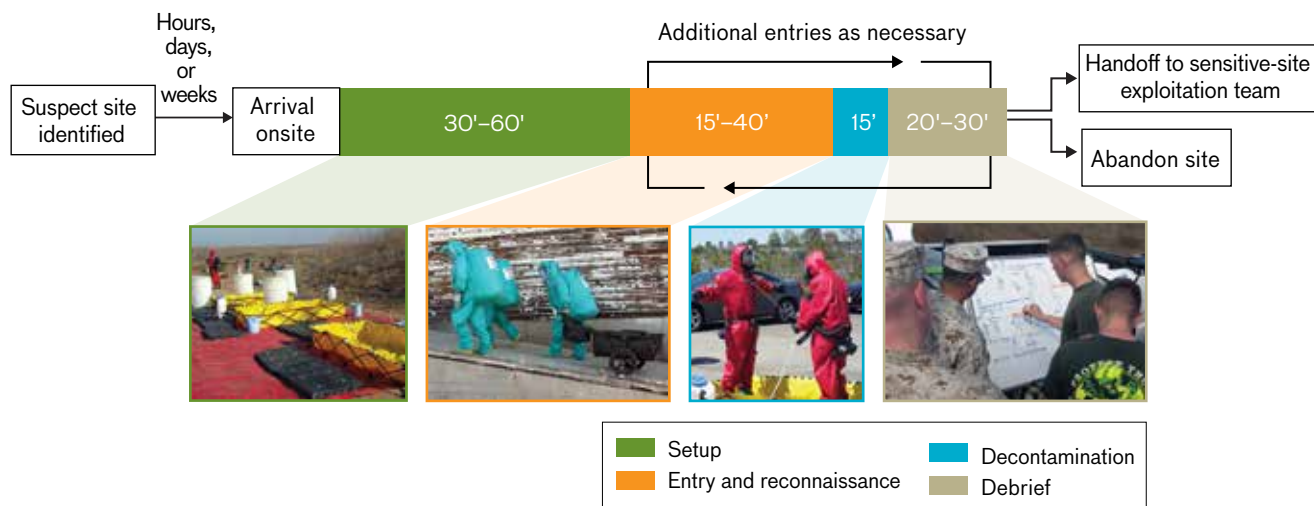 Hours,
days,
or
weeks
Suspect site
identified
Arrival
onsite
30'–60'
15'–40'
15'
20'–30'
Additional entries as necessary
Handoff to sensitive-site
exploitation team
Abandon site
Setup
Entry and reconnaissance
Decontamination
Debrief